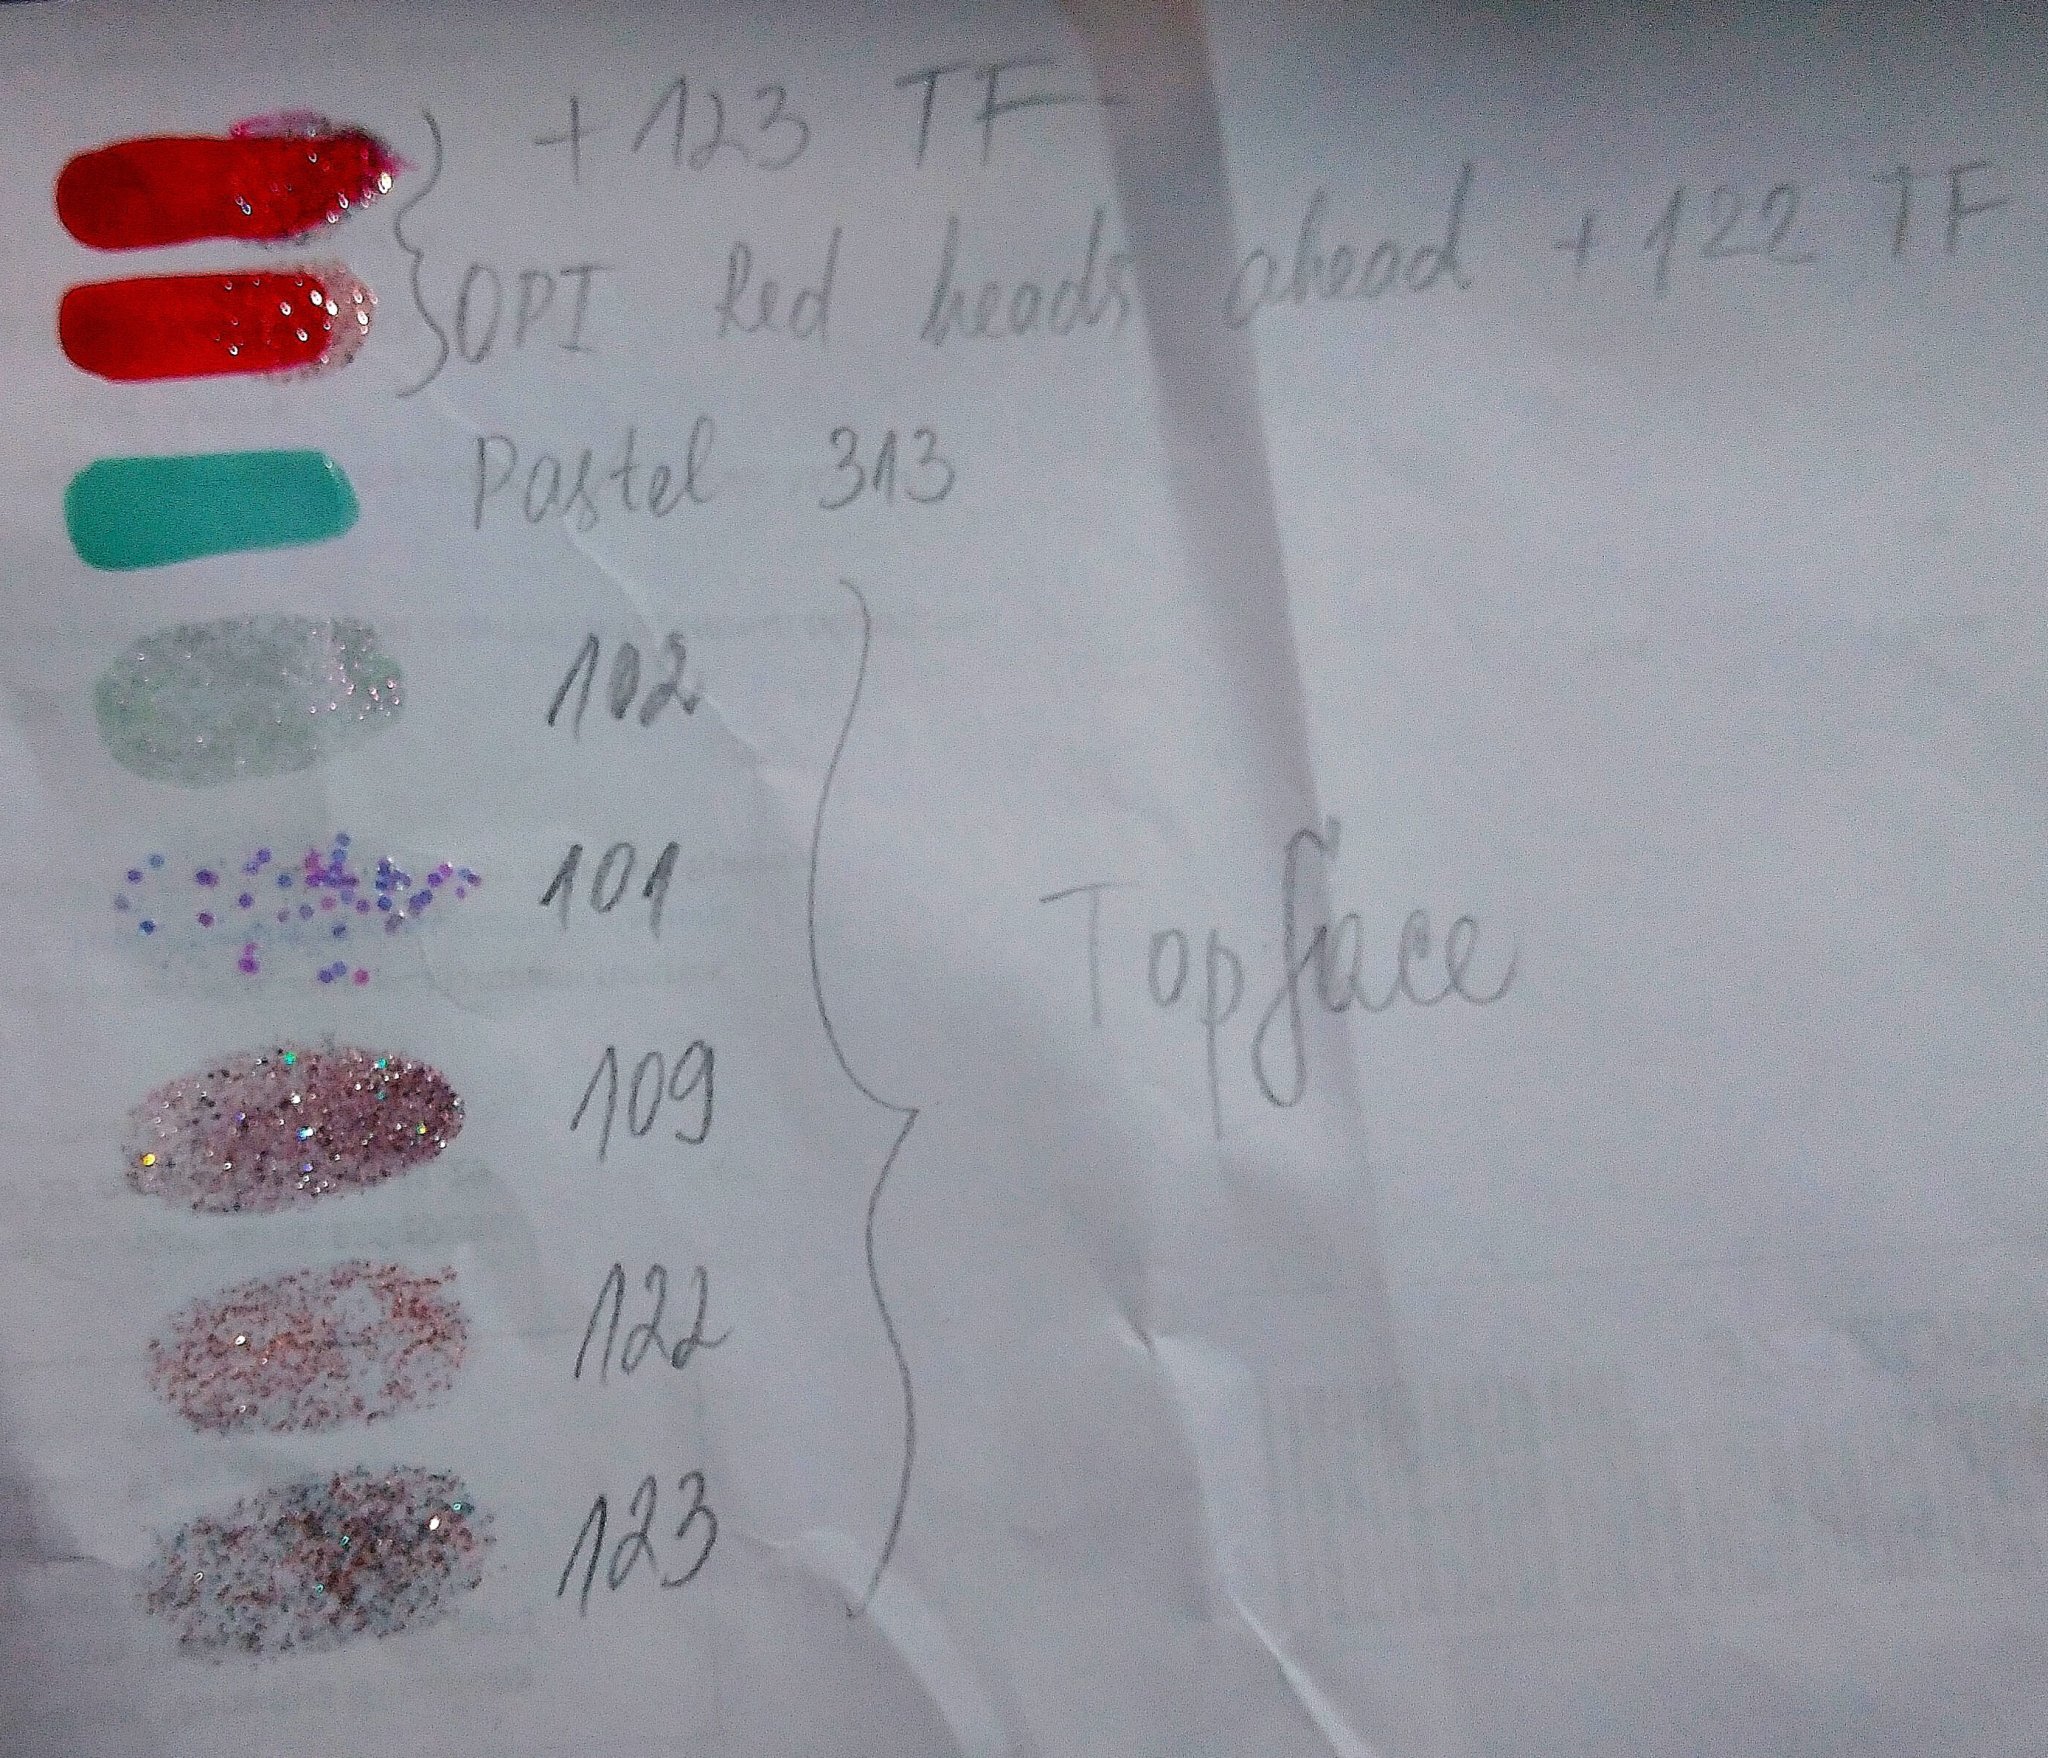 + 123 TF
OPI Red heads ahead + 122 TF
Pastel 313
102
101
Topface
109
122
123